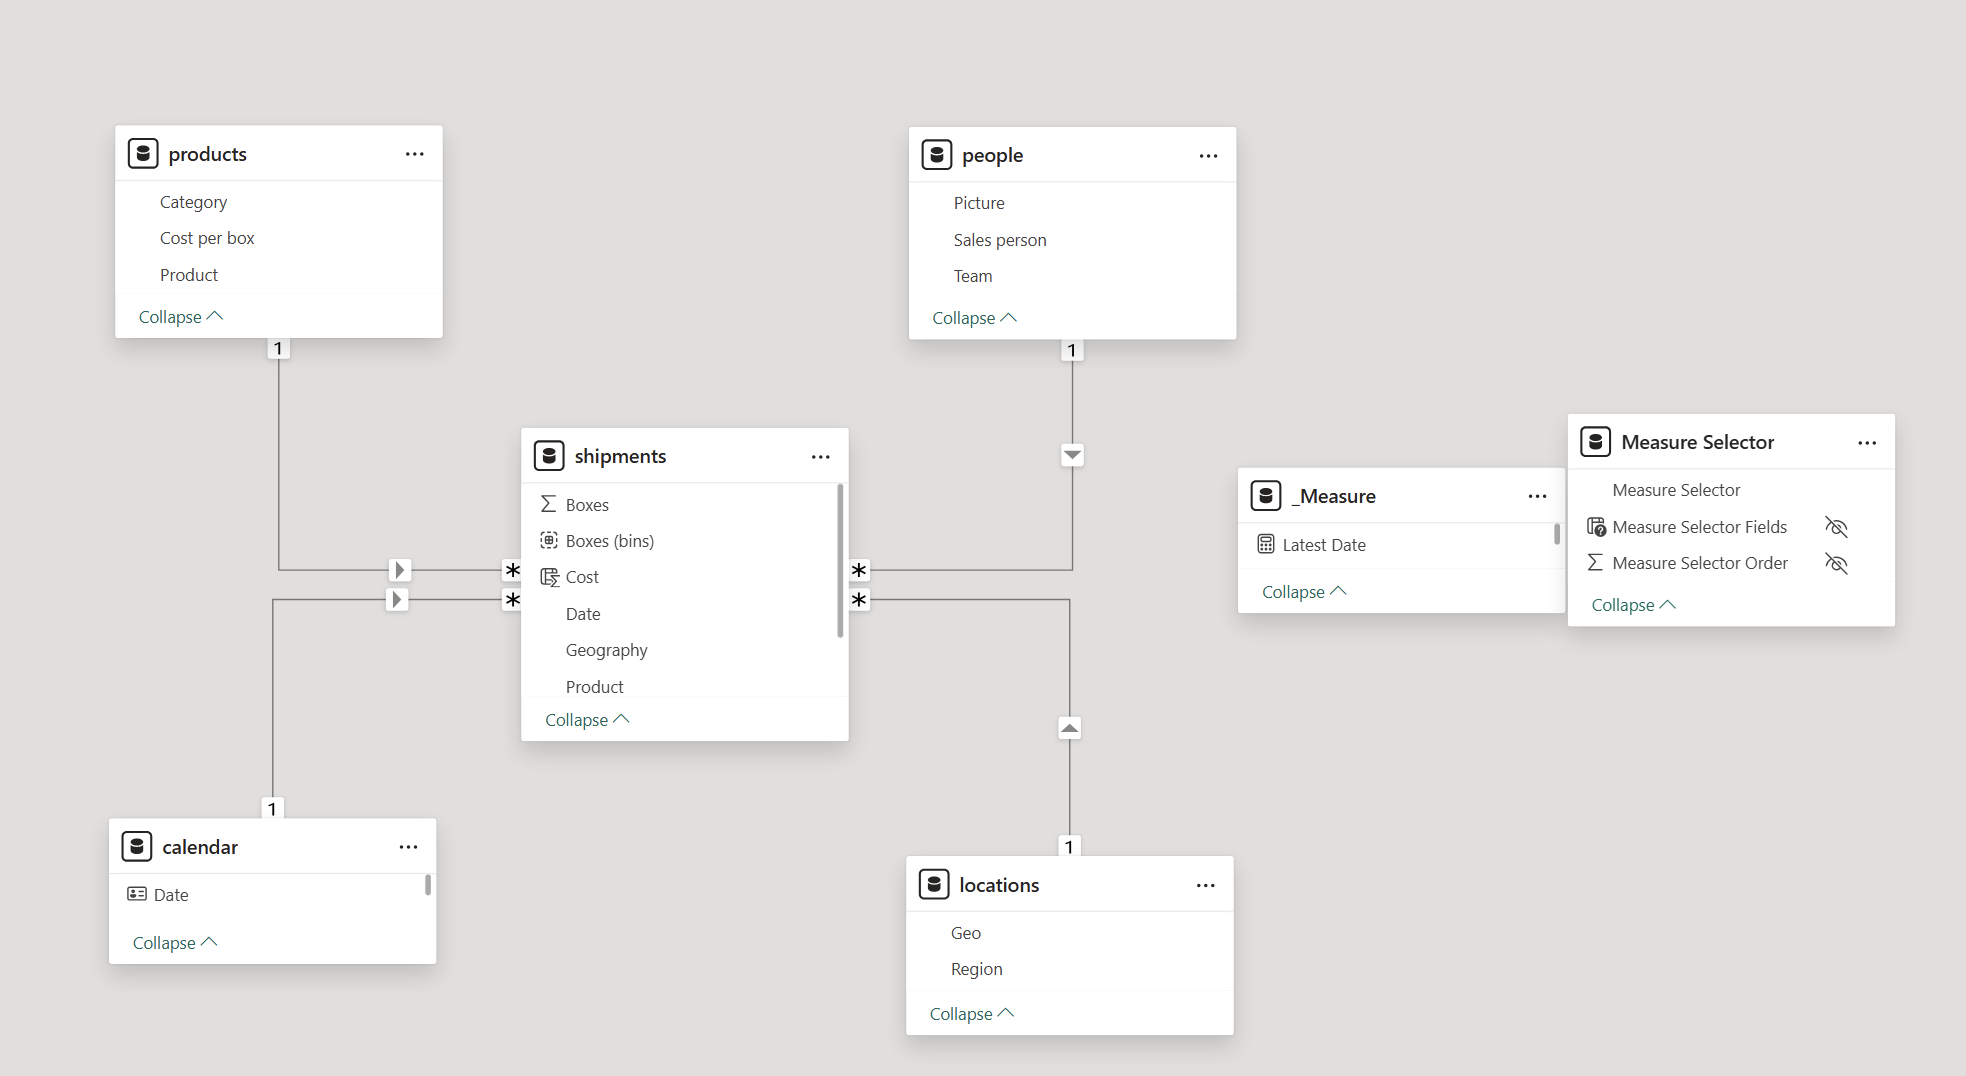 products
Category
Cost per box
Product
Collapse
1
people
Picture
Sales person
Team
Collapse
1
shipments
Boxes
Boxes (bins)
Cost
Date
Geography
Product
Collapse
*
*
*
*
_Measure
Latest Date
Collapse
Measure Selector
Measure Selector
Measure Selector Fields
Measure Selector Order
Collapse
1
calendar
Date
Collapse
1
locations
Geo
Region
Collapse